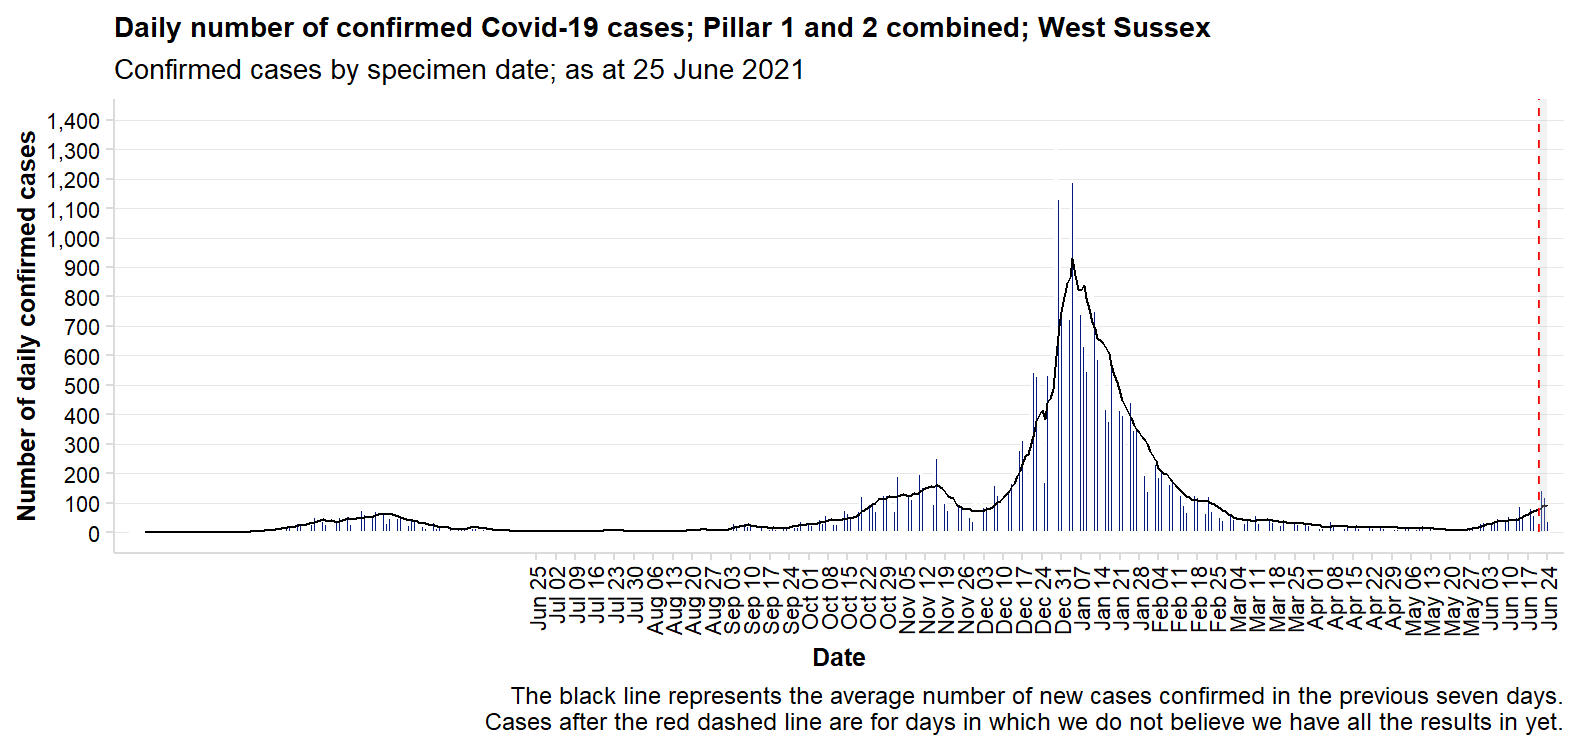 Daily number of confirmed Covid-19 cases; Pillar 1 and 2 combined; West Sussex
Confirmed cases by specimen date; as at 25 June 2021
Number of daily confirmed cases
1,400
1,300
1,200
1,100
1,000
900
800
700
600
500
400
300
200
100
0
Jun 25
Jul 02
Jul 09
Jul 16
Jul 23
Jul 30
Aug 06
Aug 13
Aug 20
Aug 27
Sep 03
Sep 10
Sep 17
Sep 24
Oct 01
Oct 08
Oct 15
Oct 22
Oct 29
Nov 05
Nov 12
Nov 19
Nov 26
Dec 03
Dec 10
Dec 17
Dec 24
Dec 31
Jan 07
Jan 14
Jan 21
Jan 28
Feb 04
Feb 11
Feb 18
Feb 25
Mar 04
Mar 11
Mar 18
Mar 25
Apr 01
Apr 08
Apr 15
Apr 22
Apr 29
May 06
May 13
May 20
May 27
Jun 03
Jun 10
Jun 17
Jun 24
Date
The black line represents the average number of new cases confirmed in the previous seven days.
Cases after the red dashed line are for days in which we do not believe we have all the results in yet.